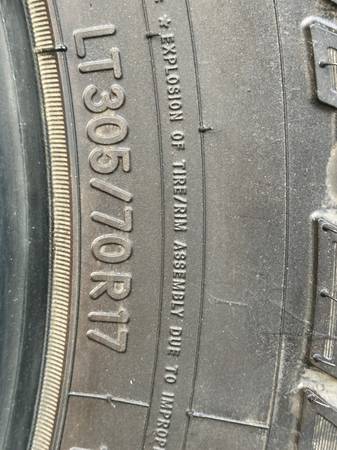 LT305/70R17
* EXPLOSION OF TIRE/RIM ASSEMBLY DUE TO IMPROP